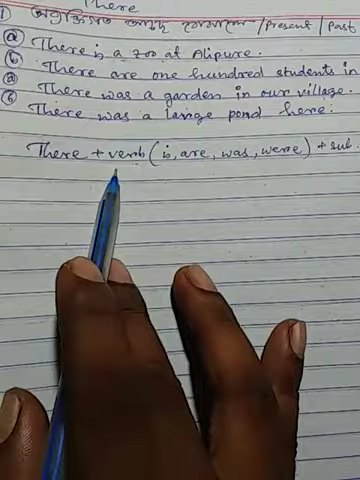 There
/Present / Past
(a) There is a zoo at Alipure.
(b) There are one hundred students in
(a) There was a garden in our village.
(b) There was a large pond here.
There + verb (is, are, was, were) + sub.